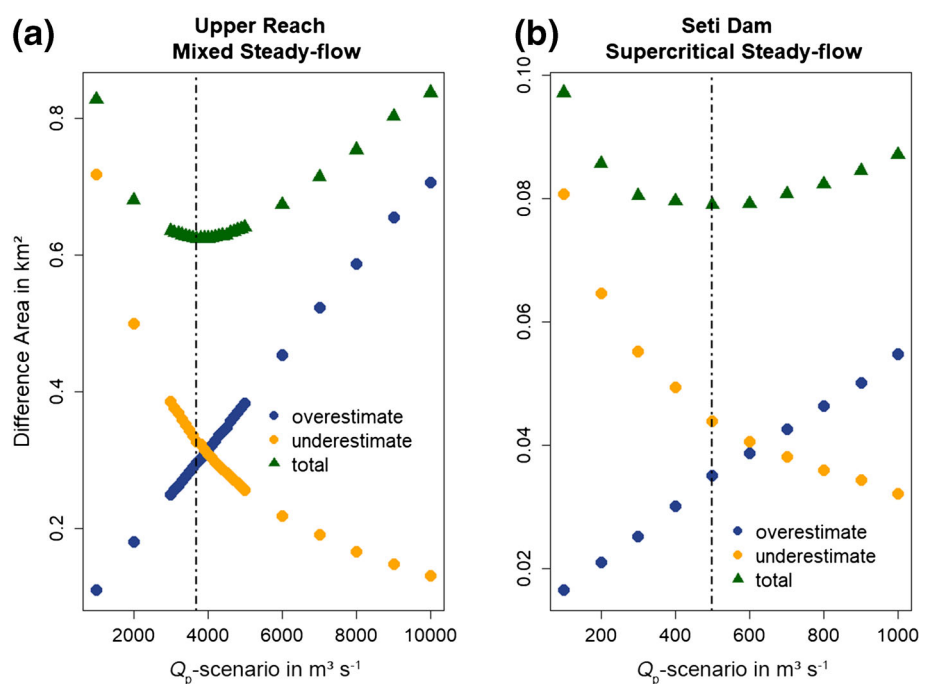 (a)
Upper Reach
Mixed Steady-flow
Difference Area in km²
0.8
0.6
0.4
0.2
overestimate
underestimate
total
2000 4000 6000 8000 10000
Qp-scenario in m³ s⁻¹
(b)
Seti Dam
Supercritical Steady-flow
0.10
0.08
0.06
0.04
0.02
overestimate
underestimate
total
200 400 600 800 1000
Qp-scenario in m³ s⁻¹